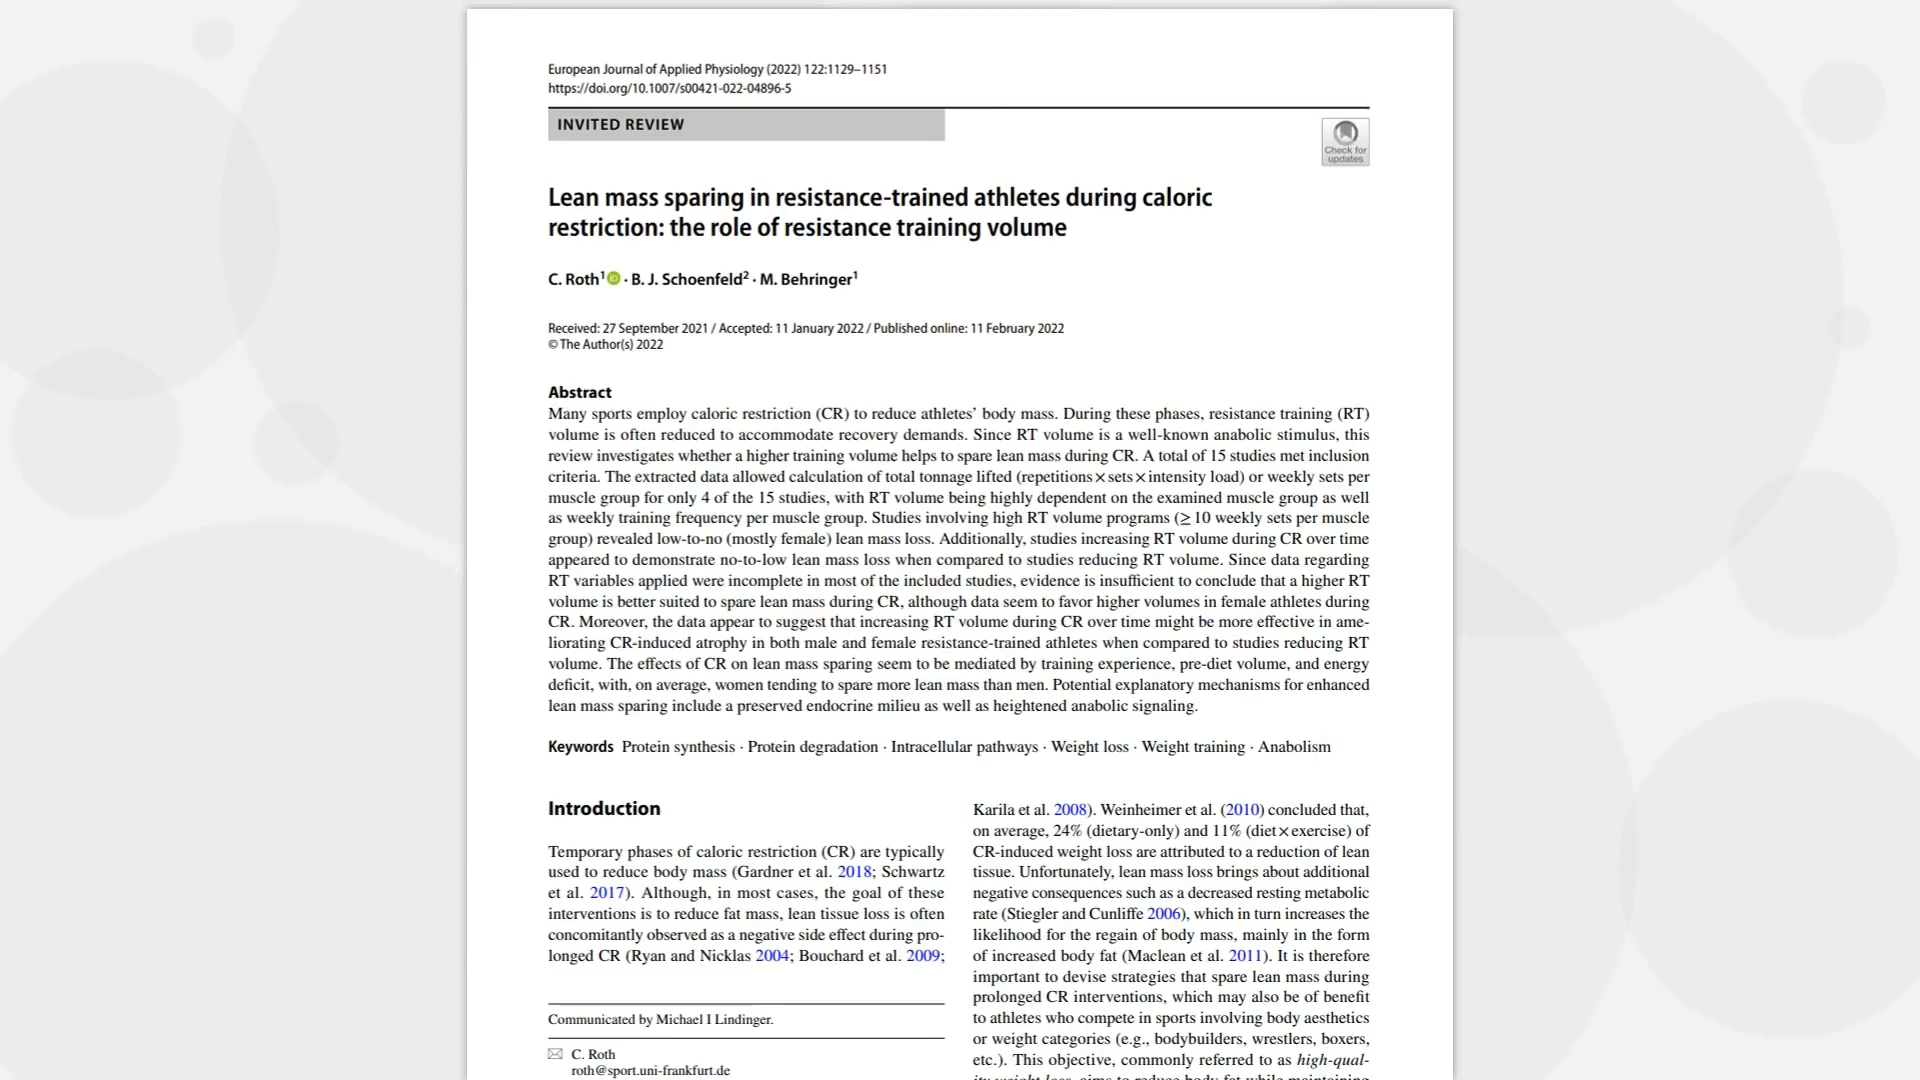 European Journal of Applied Physiology (2022) 122:1129–1151
https://doi.org/10.1007/s00421-022-04896-5
INVITED REVIEW
Check for
updates
Lean mass sparing in resistance-trained athletes during caloric
restriction: the role of resistance training volume
C. Roth1 iD · B. J. Schoenfeld2 · M. Behringer1
Received: 27 September 2021 / Accepted: 11 January 2022 / Published online: 11 February 2022
© The Author(s) 2022
Abstract
Many sports employ caloric restriction (CR) to reduce athletes’ body mass. During these phases, resistance training (RT)
volume is often reduced to accommodate recovery demands. Since RT volume is a well-known anabolic stimulus, this
review investigates whether a higher training volume helps to spare lean mass during CR. A total of 15 studies met inclusion
criteria. The extracted data allowed calculation of total tonnage lifted (repetitions × sets × intensity load) or weekly sets per
muscle group for only 4 of the 15 studies, with RT volume being highly dependent on the examined muscle group as well
as weekly training frequency per muscle group. Studies involving high RT volume programs (≥ 10 weekly sets per muscle
group) revealed low-to-no (mostly female) lean mass loss. Additionally, studies increasing RT volume during CR over time
appeared to demonstrate no-to-low lean mass loss when compared to studies reducing RT volume. Since data regarding
RT variables applied were incomplete in most of the included studies, evidence is insufficient to conclude that a higher RT
volume is better suited to spare lean mass during CR, although data seem to favor higher volumes in female athletes during
CR. Moreover, the data appear to suggest that increasing RT volume during CR over time might be more effective in ame-
liorating CR-induced atrophy in both male and female resistance-trained athletes when compared to studies reducing RT
volume. The effects of CR on lean mass sparing seem to be mediated by training experience, pre-diet volume, and energy
deficit, with, on average, women tending to spare more lean mass than men. Potential explanatory mechanisms for enhanced
lean mass sparing include a preserved endocrine milieu as well as heightened anabolic signaling.
Keywords Protein synthesis · Protein degradation · Intracellular pathways · Weight loss · Weight training · Anabolism
Introduction
Temporary phases of caloric restriction (CR) are typically
used to reduce body mass (Gardner et al. 2018; Schwartz
et al. 2017). Although, in most cases, the goal of these
interventions is to reduce fat mass, lean tissue loss is often
concomitantly observed as a negative side effect during pro-
longed CR (Ryan and Nicklas 2004; Bouchard et al. 2009;
Communicated by Michael I Lindinger.
C. Roth
roth@sport.uni-frankfurt.de
Karila et al. 2008). Weinheimer et al. (2010) concluded that,
on average, 24% (dietary-only) and 11% (diet × exercise) of
CR-induced weight loss are attributed to a reduction of lean
tissue. Unfortunately, lean mass loss brings about additional
negative consequences such as a decreased resting metabolic
rate (Stiegler and Cunliffe 2006), which in turn increases the
likelihood for the regain of body mass, mainly in the form
of increased body fat (Maclean et al. 2011). It is therefore
important to devise strategies that spare lean mass during
prolonged CR interventions, which may also be of benefit
to athletes who compete in sports involving body aesthetics
or weight categories (e.g., bodybuilders, wrestlers, boxers,
etc.). This objective, commonly referred to as high-qual-
ity weight loss, aims to reduce body fat while maintaining